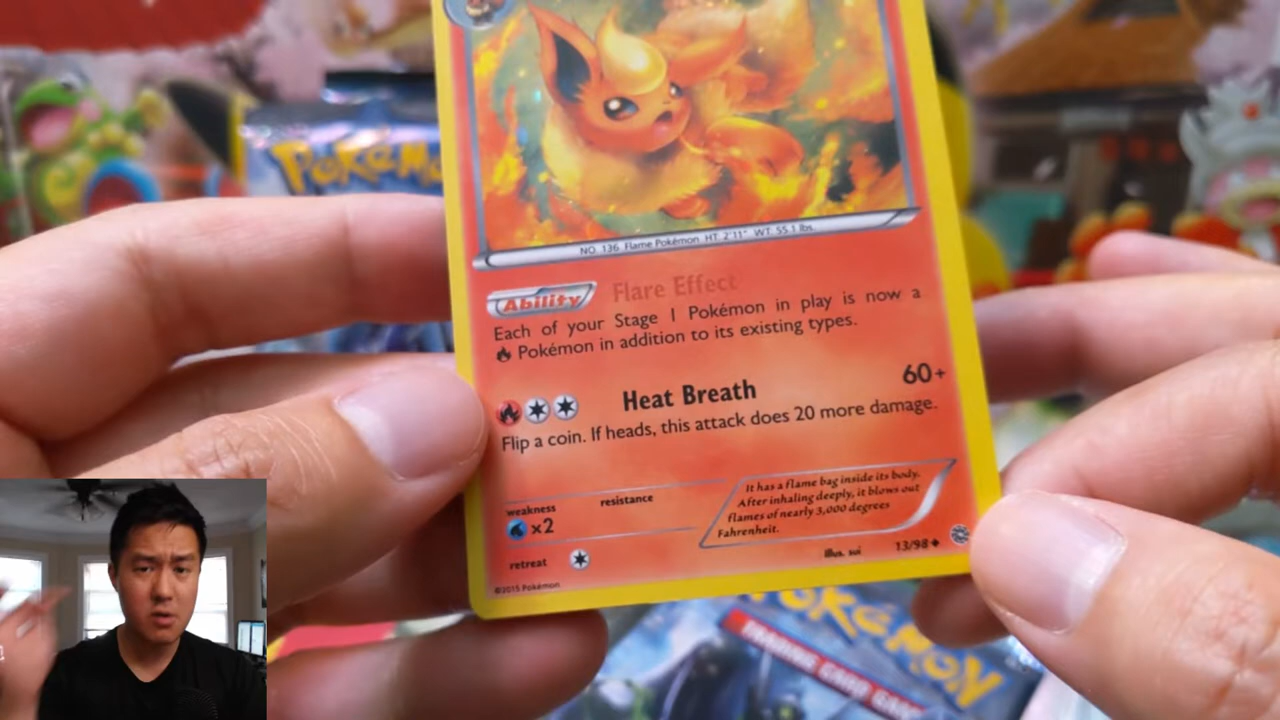 POKéMO
NO. 136 Flame Pokémon HT: 2'11" WT: 55.1 lbs.
Ability Flare Effect
Each of your Stage 1 Pokémon in play is now a
Pokémon in addition to its existing types.
Heat Breath 60+
Flip a coin. If heads, this attack does 20 more damage.
weakness resistance
x2
retreat
It has a flame bag inside its body.
After inhaling deeply, it blows out
flames of nearly 3,000 degrees
Fahrenheit.
Illus. sui 13/98
©2015 Pokémon
POKéMON
TRADING CARD GAM